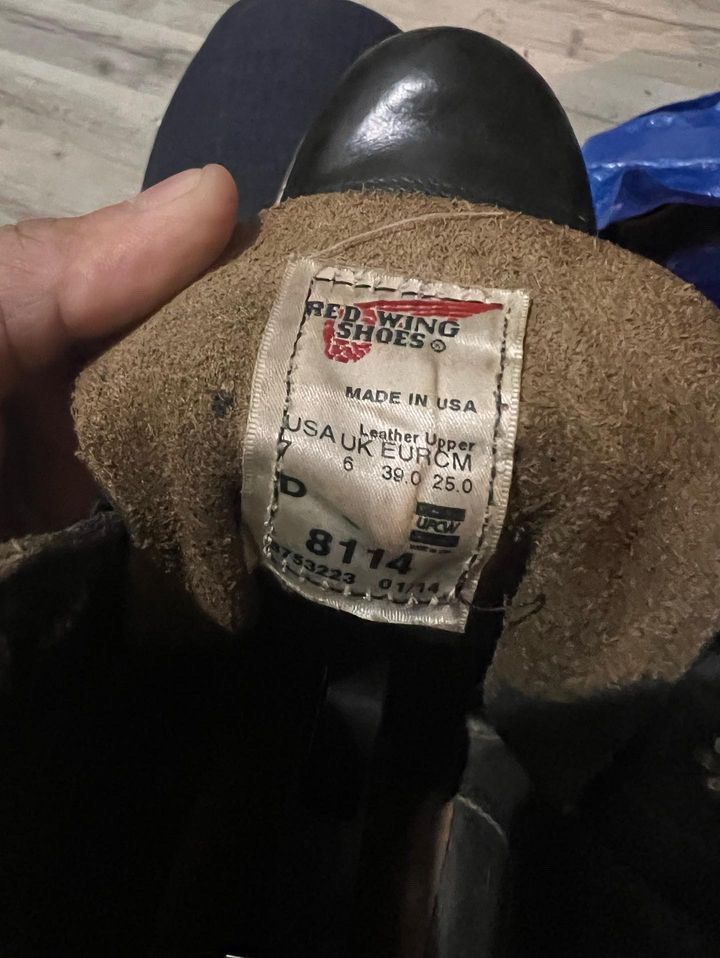 RED WING
SHOES ®
MADE IN USA
Leather Upper
USA UK EUR CM
7 6 39.0 25.0
D
UFCW
8114
01/14